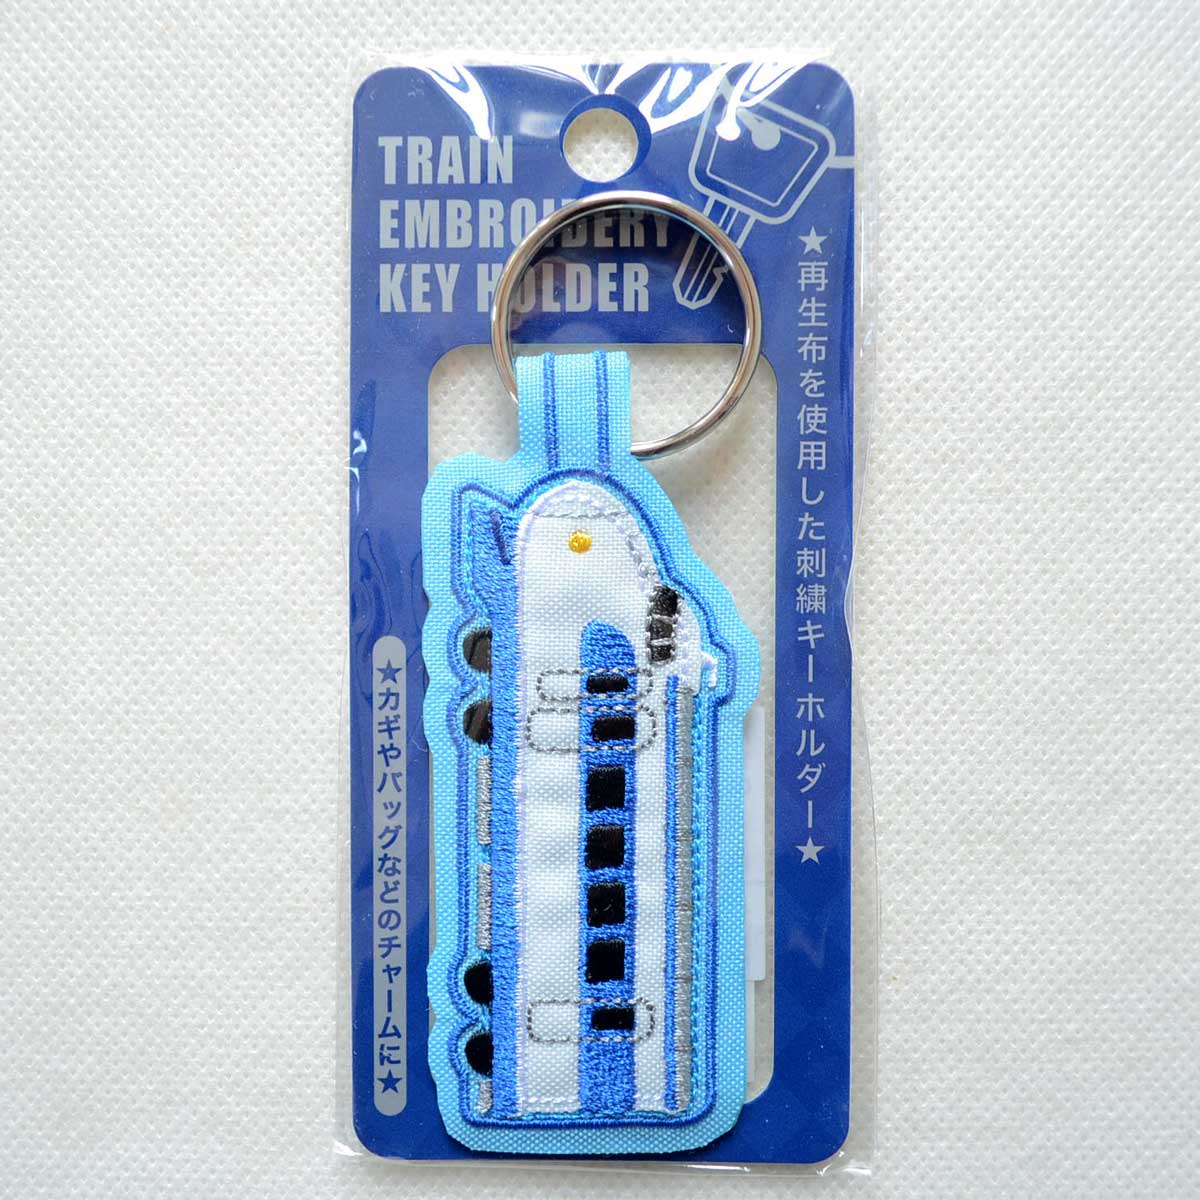 TRAIN
EMBROIDERY
KEY HOLDER
★再生布を使用した刺繍キーホルダー★
★カギやバッグなどのチャームに★